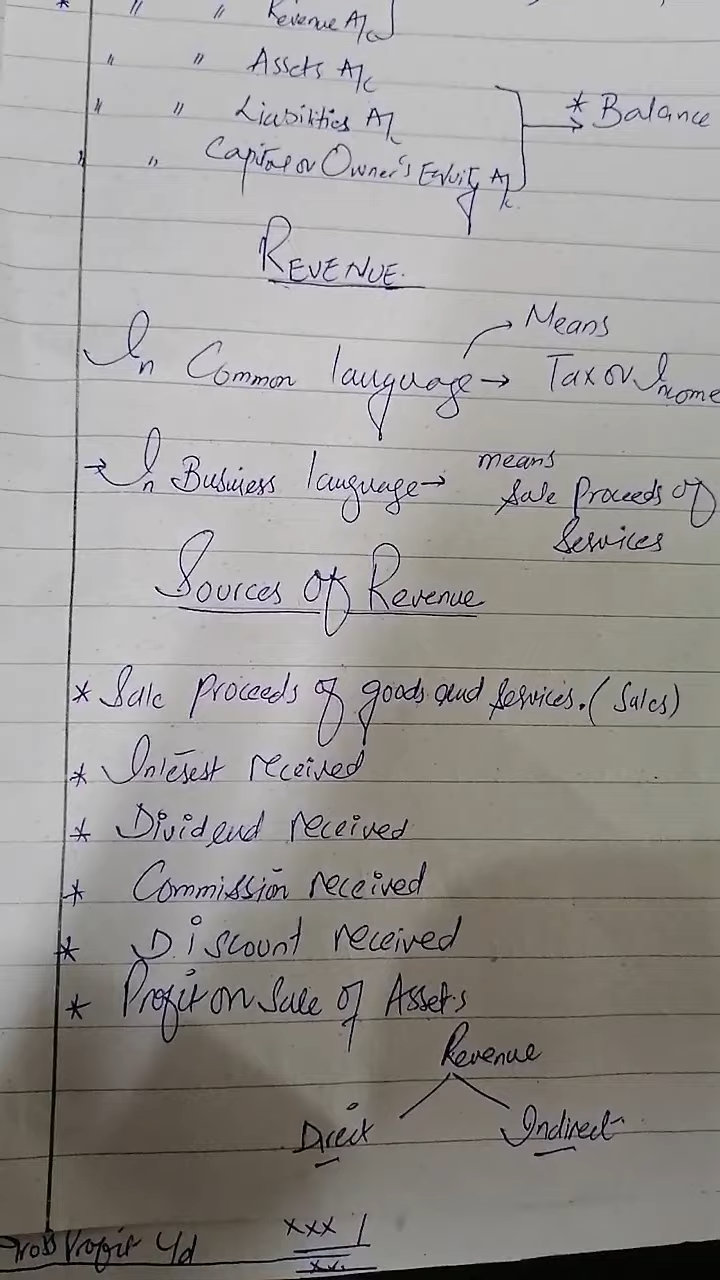 * " " Revenue A/c
" " Assets A/c
" " Liabilities A/c
" " Capital or Owner's Equity A/c
* Balance
REVENUE.
Means
In Common language → Tax or Income
means
→ In Business language → Sale Proceeds of
Services
Sources of Revenue
* Sale proceeds of goods and services. (Sales)
* Interest received
* Dividend received
* Commission received
* Discount received
* Profit on Sale of Assets
Revenue
Direct Indirect
Profit xxx